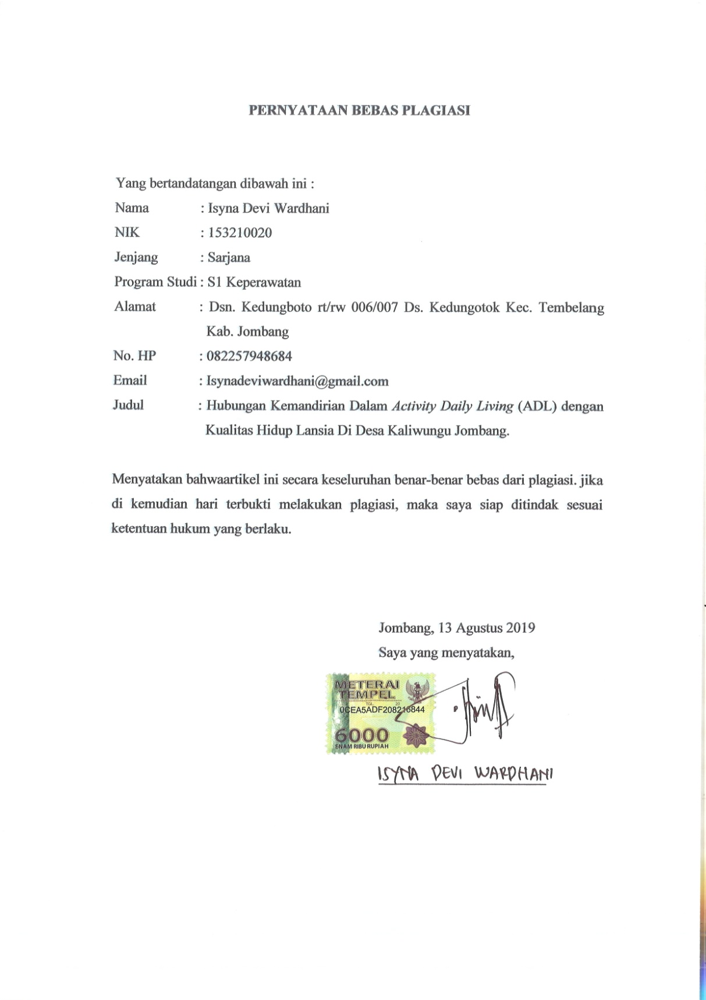 PERNYATAAN BEBAS PLAGIASI
Yang bertandatangan dibawah ini :
Nama : Isyna Devi Wardhani
NIK : 153210020
Jenjang : Sarjana
Program Studi : S1 Keperawatan
Alamat : Dsn. Kedungboto rt/rw 006/007 Ds. Kedungotok Kec. Tembelang
Kab. Jombang
No. HP : 082257948684
Email : Isynadeviwardhani@gmail.com
Judul : Hubungan Kemandirian Dalam Activity Daily Living (ADL) dengan
Kualitas Hidup Lansia Di Desa Kaliwungu Jombang.
Menyatakan bahwaartikel ini secara keseluruhan benar-benar bebas dari plagiasi. jika
di kemudian hari terbukti melakukan plagiasi, maka saya siap ditindak sesuai
ketentuan hukum yang berlaku.
Jombang, 13 Agustus 2019
Saya yang menyatakan,
METERAI
TEMPEL
TGL. 20
6000
ENAM RIBU RUPIAH
ISYNA DEVI WARDHANI